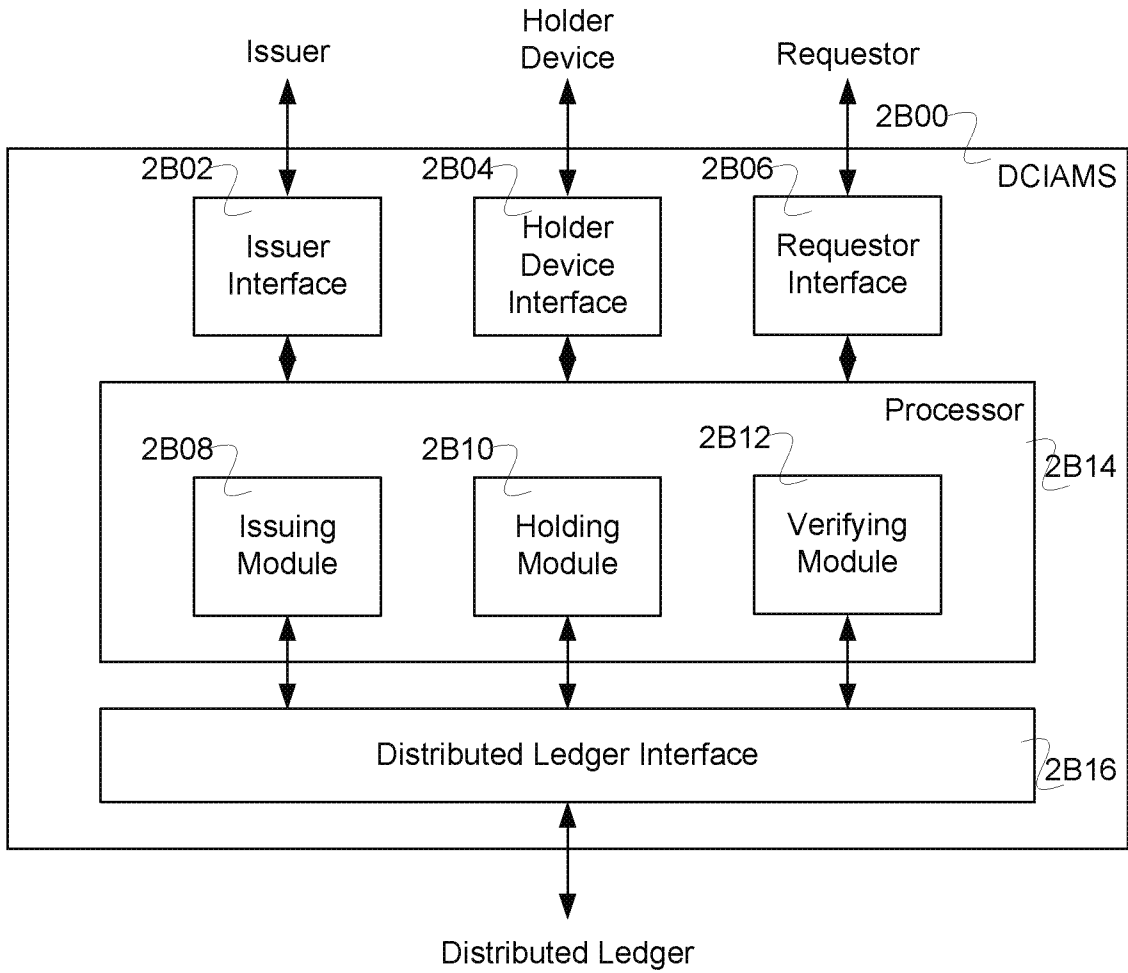 Issuer
Holder
Device
Requestor
2B00
DCIAMS
2B02
2B04
2B06
Issuer
Interface
Holder
Device
Interface
Requestor
Interface
Processor
2B08
2B10
2B12
2B14
Issuing
Module
Holding
Module
Verifying
Module
Distributed Ledger Interface
2B16
Distributed Ledger